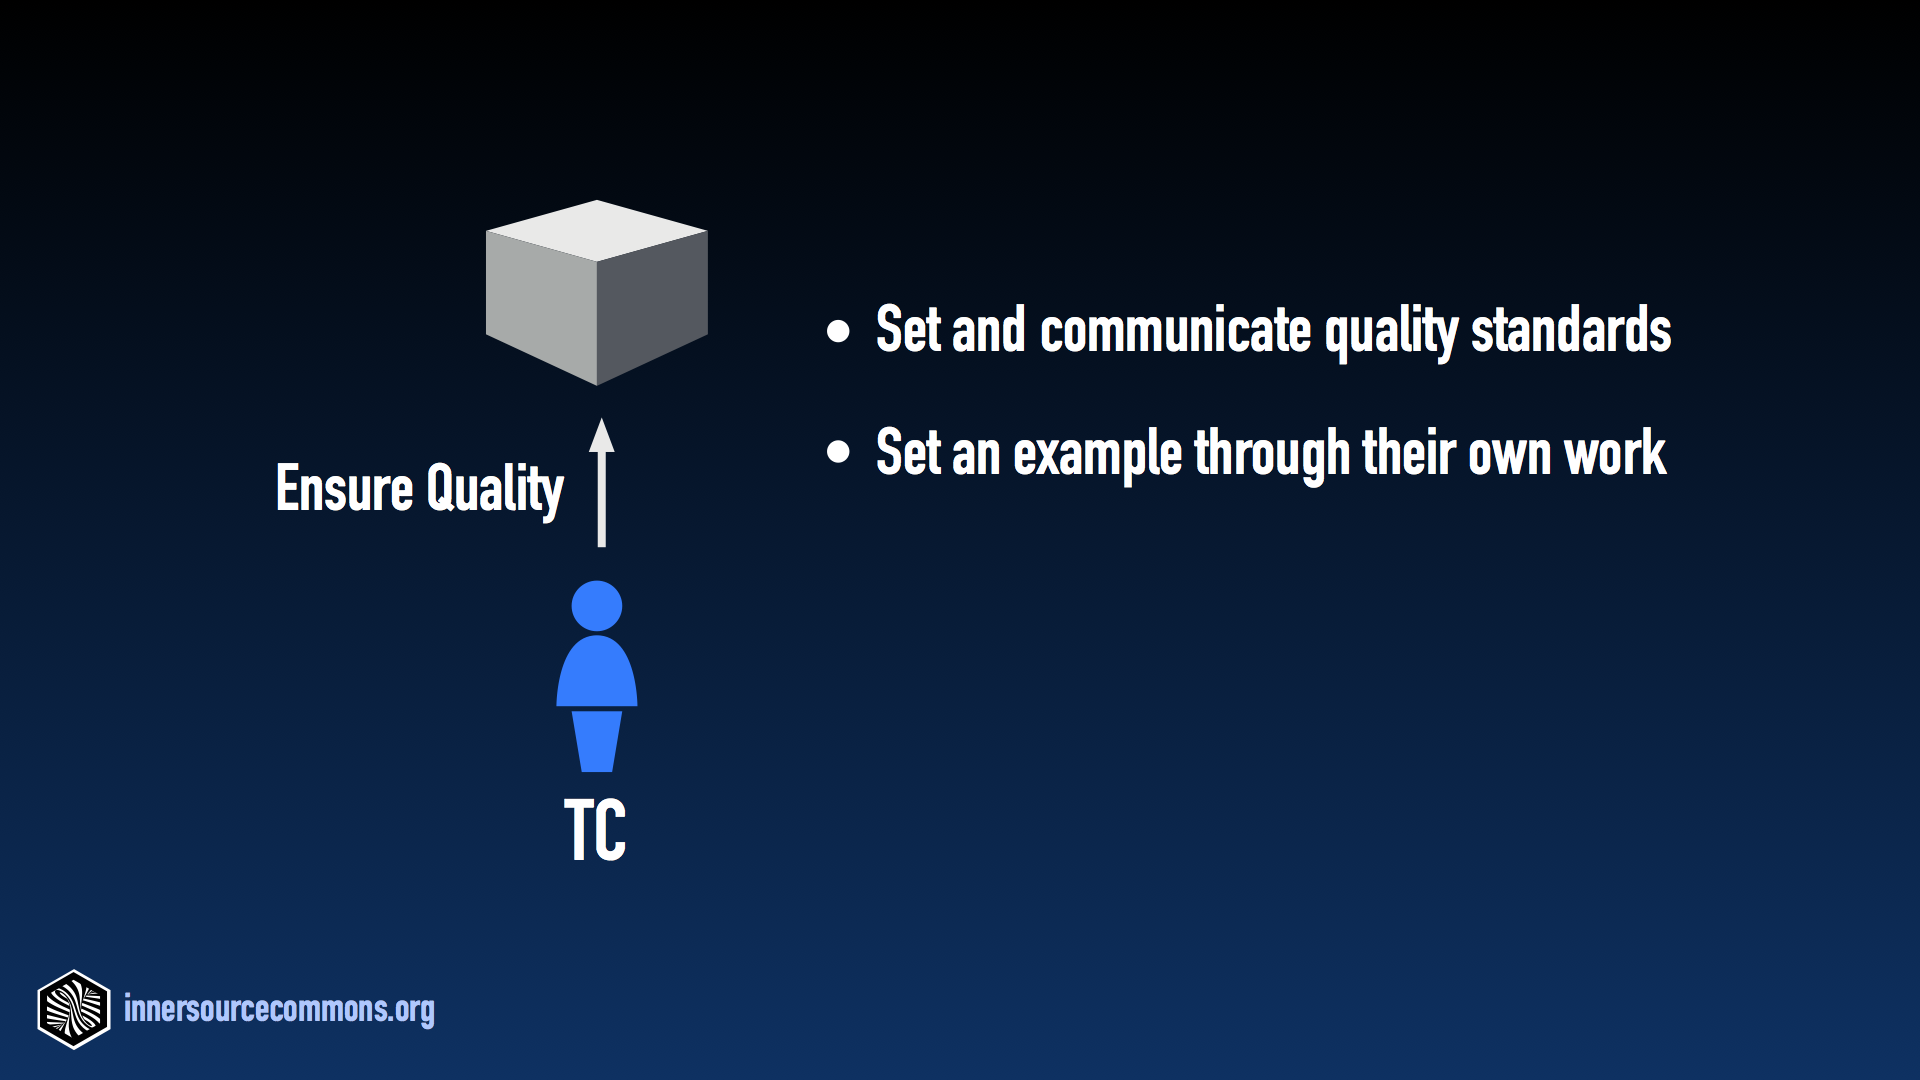 • Set and communicate quality standards
• Set an example through their own work
Ensure Quality
TC
innersourcecommons.org